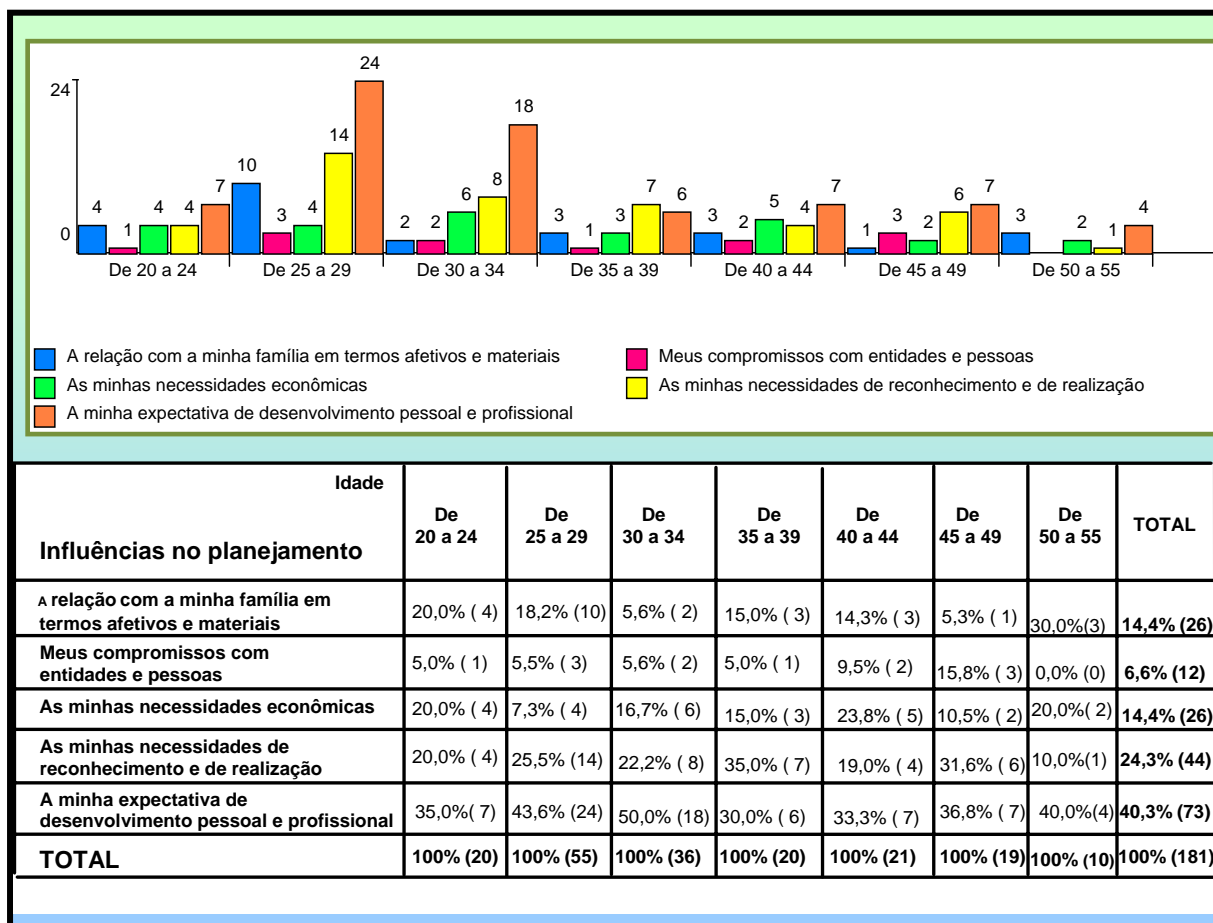 24
0
4 1 4 4 7 10 3 4 14 24 2 2 6 8 18 3 1 3 7 6 3 2 5 4 7 1 3 2 6 7 3 2 1 4
De 20 a 24 De 25 a 29 De 30 a 34 De 35 a 39 De 40 a 44 De 45 a 49 De 50 a 55
A relação com a minha família em termos afetivos e materiais Meus compromissos com entidades e pessoas
As minhas necessidades econômicas As minhas necessidades de reconhecimento e de realização
A minha expectativa de desenvolvimento pessoal e profissional
Idade
Influências no planejamento
De
20 a 24
De
25 a 29
De
30 a 34
De
35 a 39
De
40 a 44
De
45 a 49
De
50 a 55
TOTAL
A relação com a minha família em
termos afetivos e materiais
20,0% ( 4) 18,2% (10) 5,6% ( 2) 15,0% ( 3) 14,3% ( 3) 5,3% ( 1) 30,0%(3) 14,4% (26)
Meus compromissos com
entidades e pessoas
5,0% ( 1) 5,5% ( 3) 5,6% ( 2) 5,0% ( 1) 9,5% ( 2) 15,8% ( 3) 0,0% (0) 6,6% (12)
As minhas necessidades econômicas
20,0% ( 4) 7,3% ( 4) 16,7% ( 6) 15,0% ( 3) 23,8% ( 5) 10,5% ( 2) 20,0%( 2) 14,4% (26)
As minhas necessidades de
reconhecimento e de realização
20,0% ( 4) 25,5% (14) 22,2% ( 8) 35,0% ( 7) 19,0% ( 4) 31,6% ( 6) 10,0%(1) 24,3% (44)
A minha expectativa de
desenvolvimento pessoal e profissional
35,0%( 7) 43,6% (24) 50,0% (18) 30,0% ( 6) 33,3% ( 7) 36,8% ( 7) 40,0%(4) 40,3% (73)
TOTAL 100% (20) 100% (55) 100% (36) 100% (20) 100% (21) 100% (19) 100% (10) 100% (181)